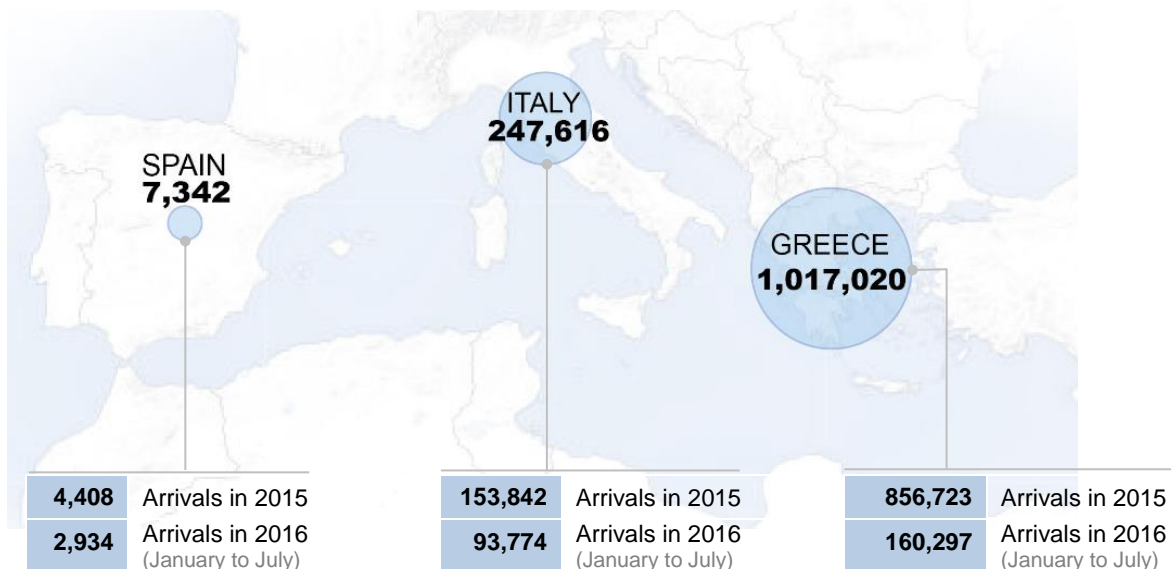 SPAIN
7,342
ITALY
247,616
GREECE
1,017,020
4,408 Arrivals in 2015
2,934 Arrivals in 2016
(January to July)
153,842 Arrivals in 2015
93,774 Arrivals in 2016
(January to July)
856,723 Arrivals in 2015
160,297 Arrivals in 2016
(January to July)